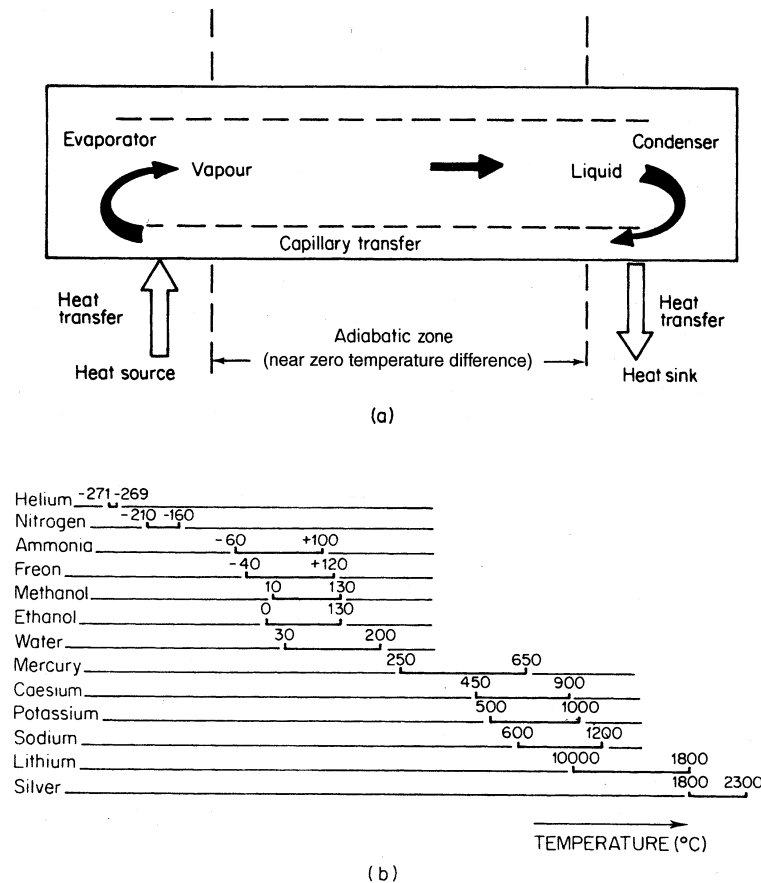 Evaporator
Condenser
Vapour
Liquid
Capillary transfer
Heat
transfer
Heat source
Adiabatic zone
(near zero temperature difference)
Heat
transfer
Heat sink
(a)
Helium -271 -269
Nitrogen -210 -160
Ammonia -60 +100
Freon -40 +120
Methanol 10 130
Ethanol 0 130
Water 30 200
Mercury 250 650
Caesium 450 900
Potassium 500 1000
Sodium 600 1200
Lithium 10000 1800
Silver 1800 2300
TEMPERATURE (°C)
(b)